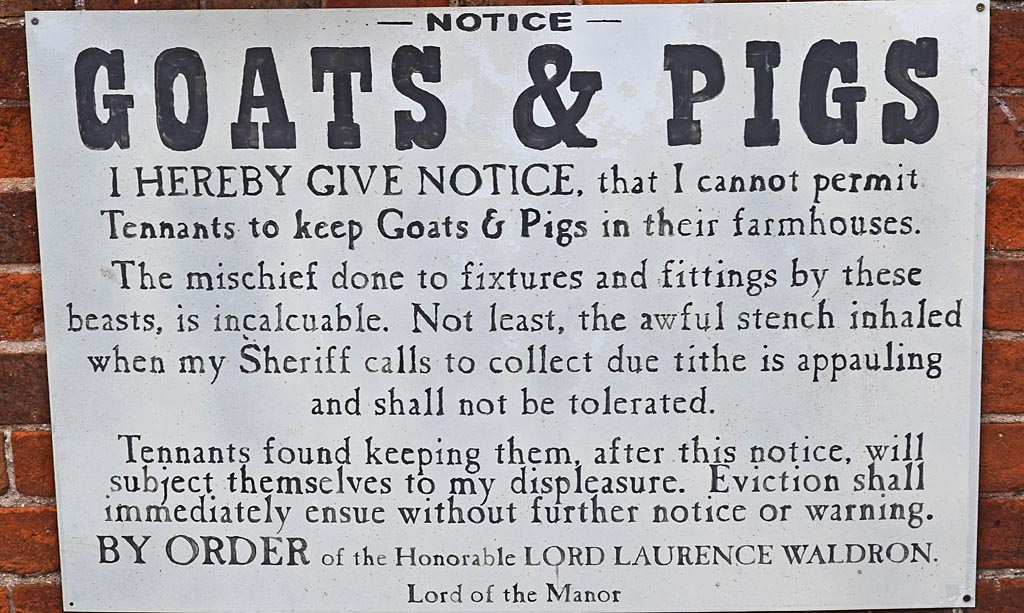 — NOTICE —
GOATS & PIGS
I HEREBY GIVE NOTICE, that I cannot permit
Tennants to keep Goats & Pigs in their farmhouses.
The mischief done to fixtures and fittings by these
beasts, is incalcuable. Not least, the awful stench inhaled
when my Sheriff calls to collect due tithe is appauling
and shall not be tolerated.
Tennants found keeping them, after this notice, will
subject themselves to my displeasure. Eviction shall
immediately ensue without further notice or warning.
BY ORDER of the Honorable LORD LAURENCE WALDRON.
Lord of the Manor